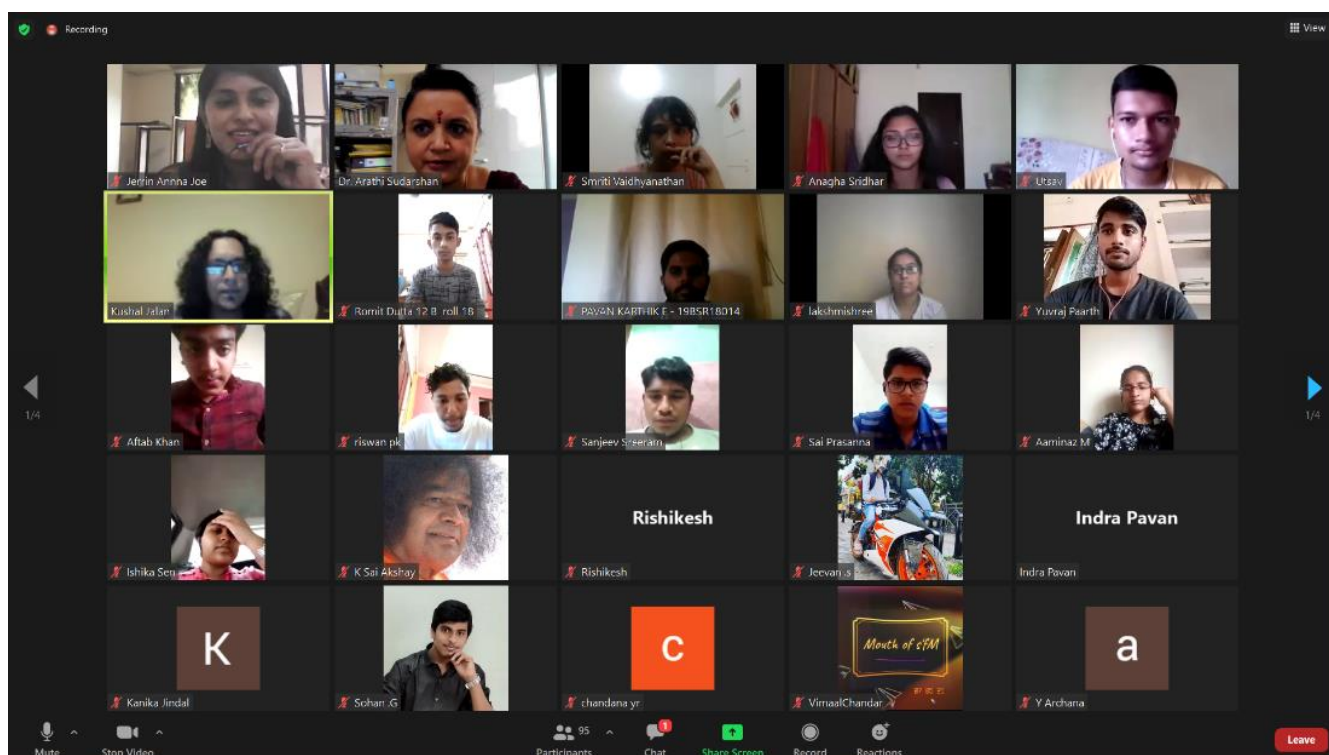 Recording
View
Jerrin Annna Joe
Dr. Arathi Sudarshan
Smriti Vaidhyanathan
Anagha Sridhar
Utsav
Kushal Jalan
Romit Dutta 12 B roll 18
PAVAN KARTHIK E - 19BSR18014
lakshmishree
Yuvraj Paarth
1/4
1/4
Aftab Khan
riswan pk
Sanjeev Sreeram
Sai Prasanna
Aaminaz M
Ishika Sen
K Sai Akshay
Rishikesh
Rishikesh
Jeevan .s
Indra Pavan
Indra Pavan
K
Kanika Jindal
Sohan .G
c
chandana yr
Mouth of s'fM
VimaalChandar
a
Y Archana
Mute
Stop Video
95
Participants
1
Chat
Share Screen
Record
Reactions
Leave